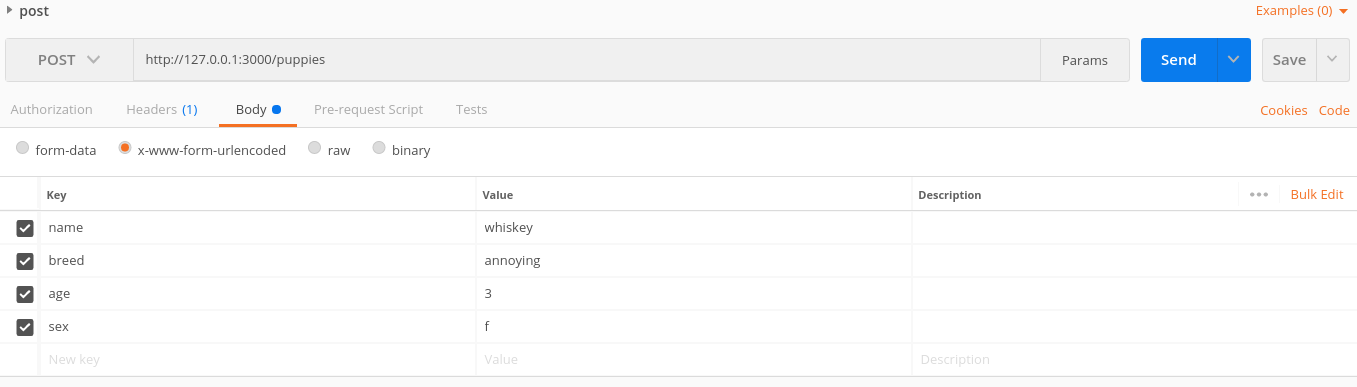 post Examples (0)
POST http://127.0.0.1:3000/puppies Params Send Save
Authorization Headers (1) Body Pre-request Script Tests Cookies Code
form-data x-www-form-urlencoded raw binary
Key Value Description Bulk Edit
name whiskey
breed annoying
age 3
sex f
New key Value Description